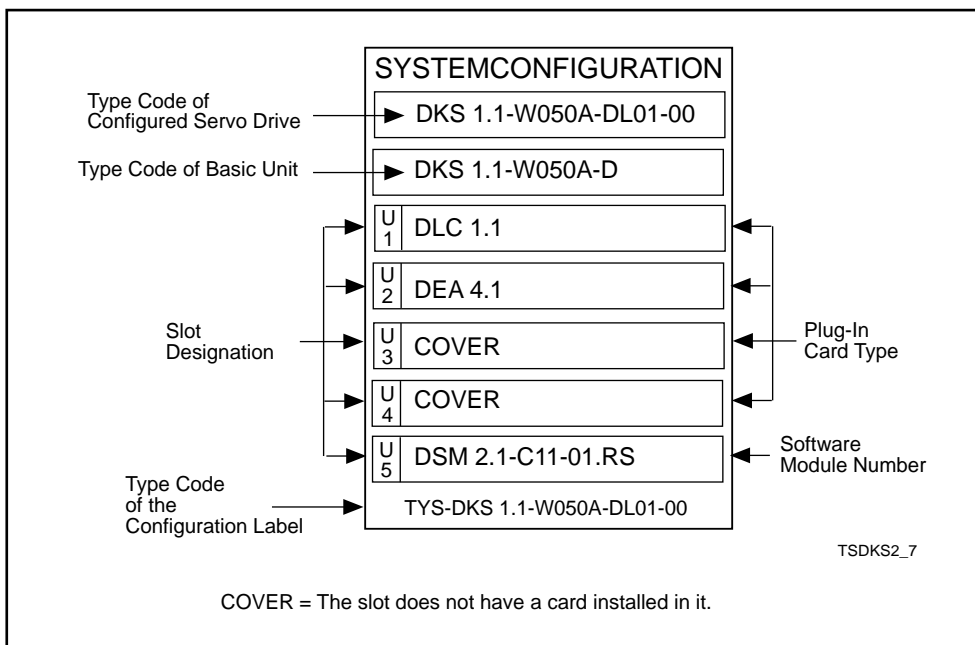 SYSTEMCONFIGURATION
Type Code of
Configured Servo Drive
DKS 1.1-W050A-DL01-00
Type Code of Basic Unit
DKS 1.1-W050A-D
U
1
DLC 1.1
U
2
DEA 4.1
Slot
Designation
U
3
COVER
Plug-In
Card Type
U
4
COVER
U
5
DSM 2.1-C11-01.RS
Software
Module Number
Type Code
of the
Configuration Label
TYS-DKS 1.1-W050A-DL01-00
TSDKS2_7
COVER = The slot does not have a card installed in it.